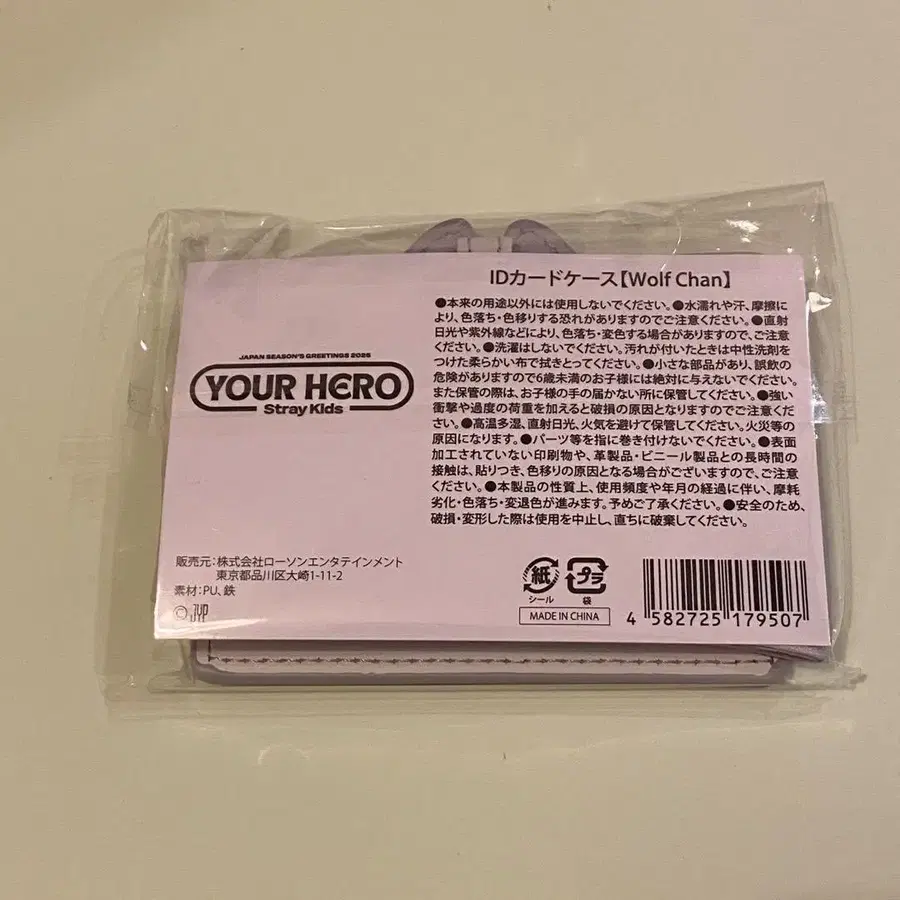 IDカードケース【Wolf Chan】
●本来の用途以外には使用しないでください。●水濡れや汗、摩擦に
より、色落ち・色移りする恐れがありますのでご注意ください。●直射
日光や紫外線などにより、色落ち・変色する場合がありますので、ご注意
ください。●洗濯はしないでください。汚れが付いたときは中性洗剤を
つけた柔らかい布で拭きとってください。●小さな部品があり、誤飲の
危険がありますので6歳未満のお子様には絶対に与えないでください。
また保管の際は、お子様の手の届かない所に保管してください。●強い
衝撃や過度の荷重を加えると破損の原因となりますのでご注意くださ
い。●高温多湿、直射日光、火気を避けて保管してください。火災等の
原因になります。●パーツ等を指に巻き付けないでください。●表面
加工されていない印刷物や、革製品・ビニール製品との長時間の
接触は、貼りつき、色移りの原因となる場合がございますので、ご注意
ください。●本製品の性質上、使用頻度や年月の経過に伴い、摩耗
劣化・色落ち・変退色が進みます。予めご了承ください。●安全のため、
破損・変形した際は使用を中止し、直ちに破棄してください。
JAPAN SEASON'S GREETINGS 2025
YOUR HERO
Stray Kids
販売元:株式会社ローソンエンタテインメント
東京都品川区大崎1-11-2
素材:PU、鉄
© JYP
紙
シール
プラ
袋
MADE IN CHINA
4 582725 179507